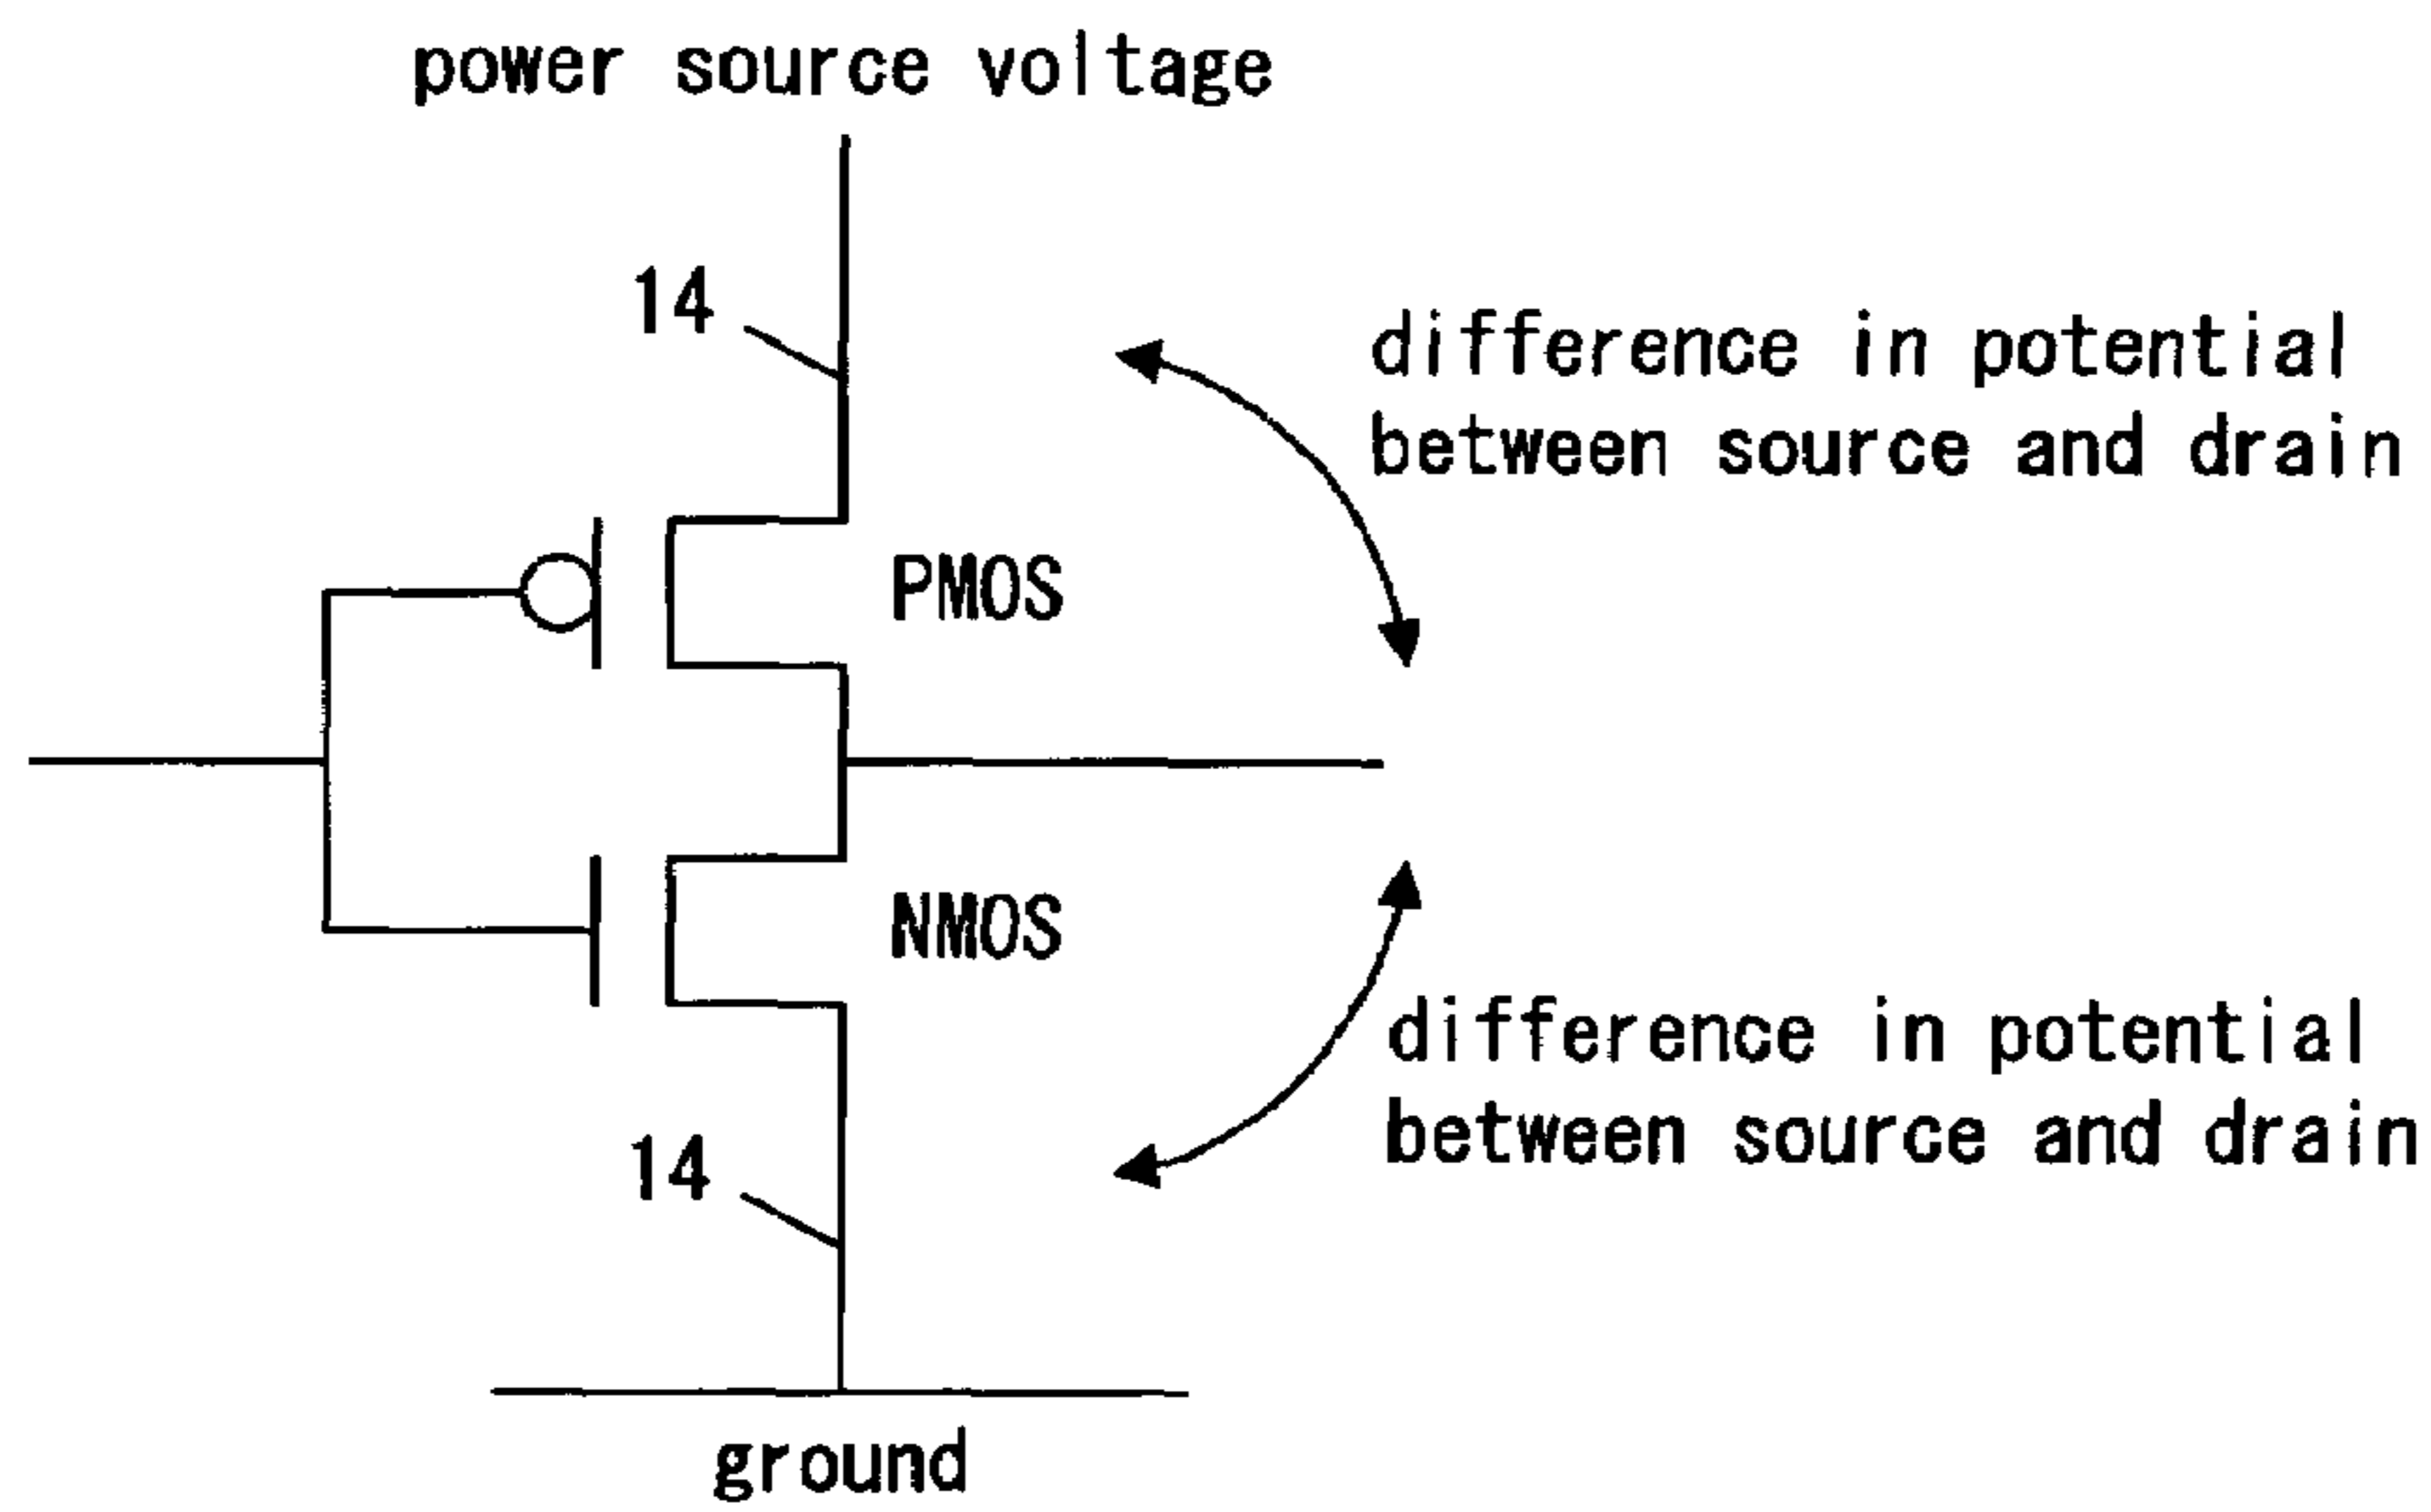 power source voltage
14
difference in potential
between source and drain
PMOS
NMOS
difference in potential
between source and drain
14
ground